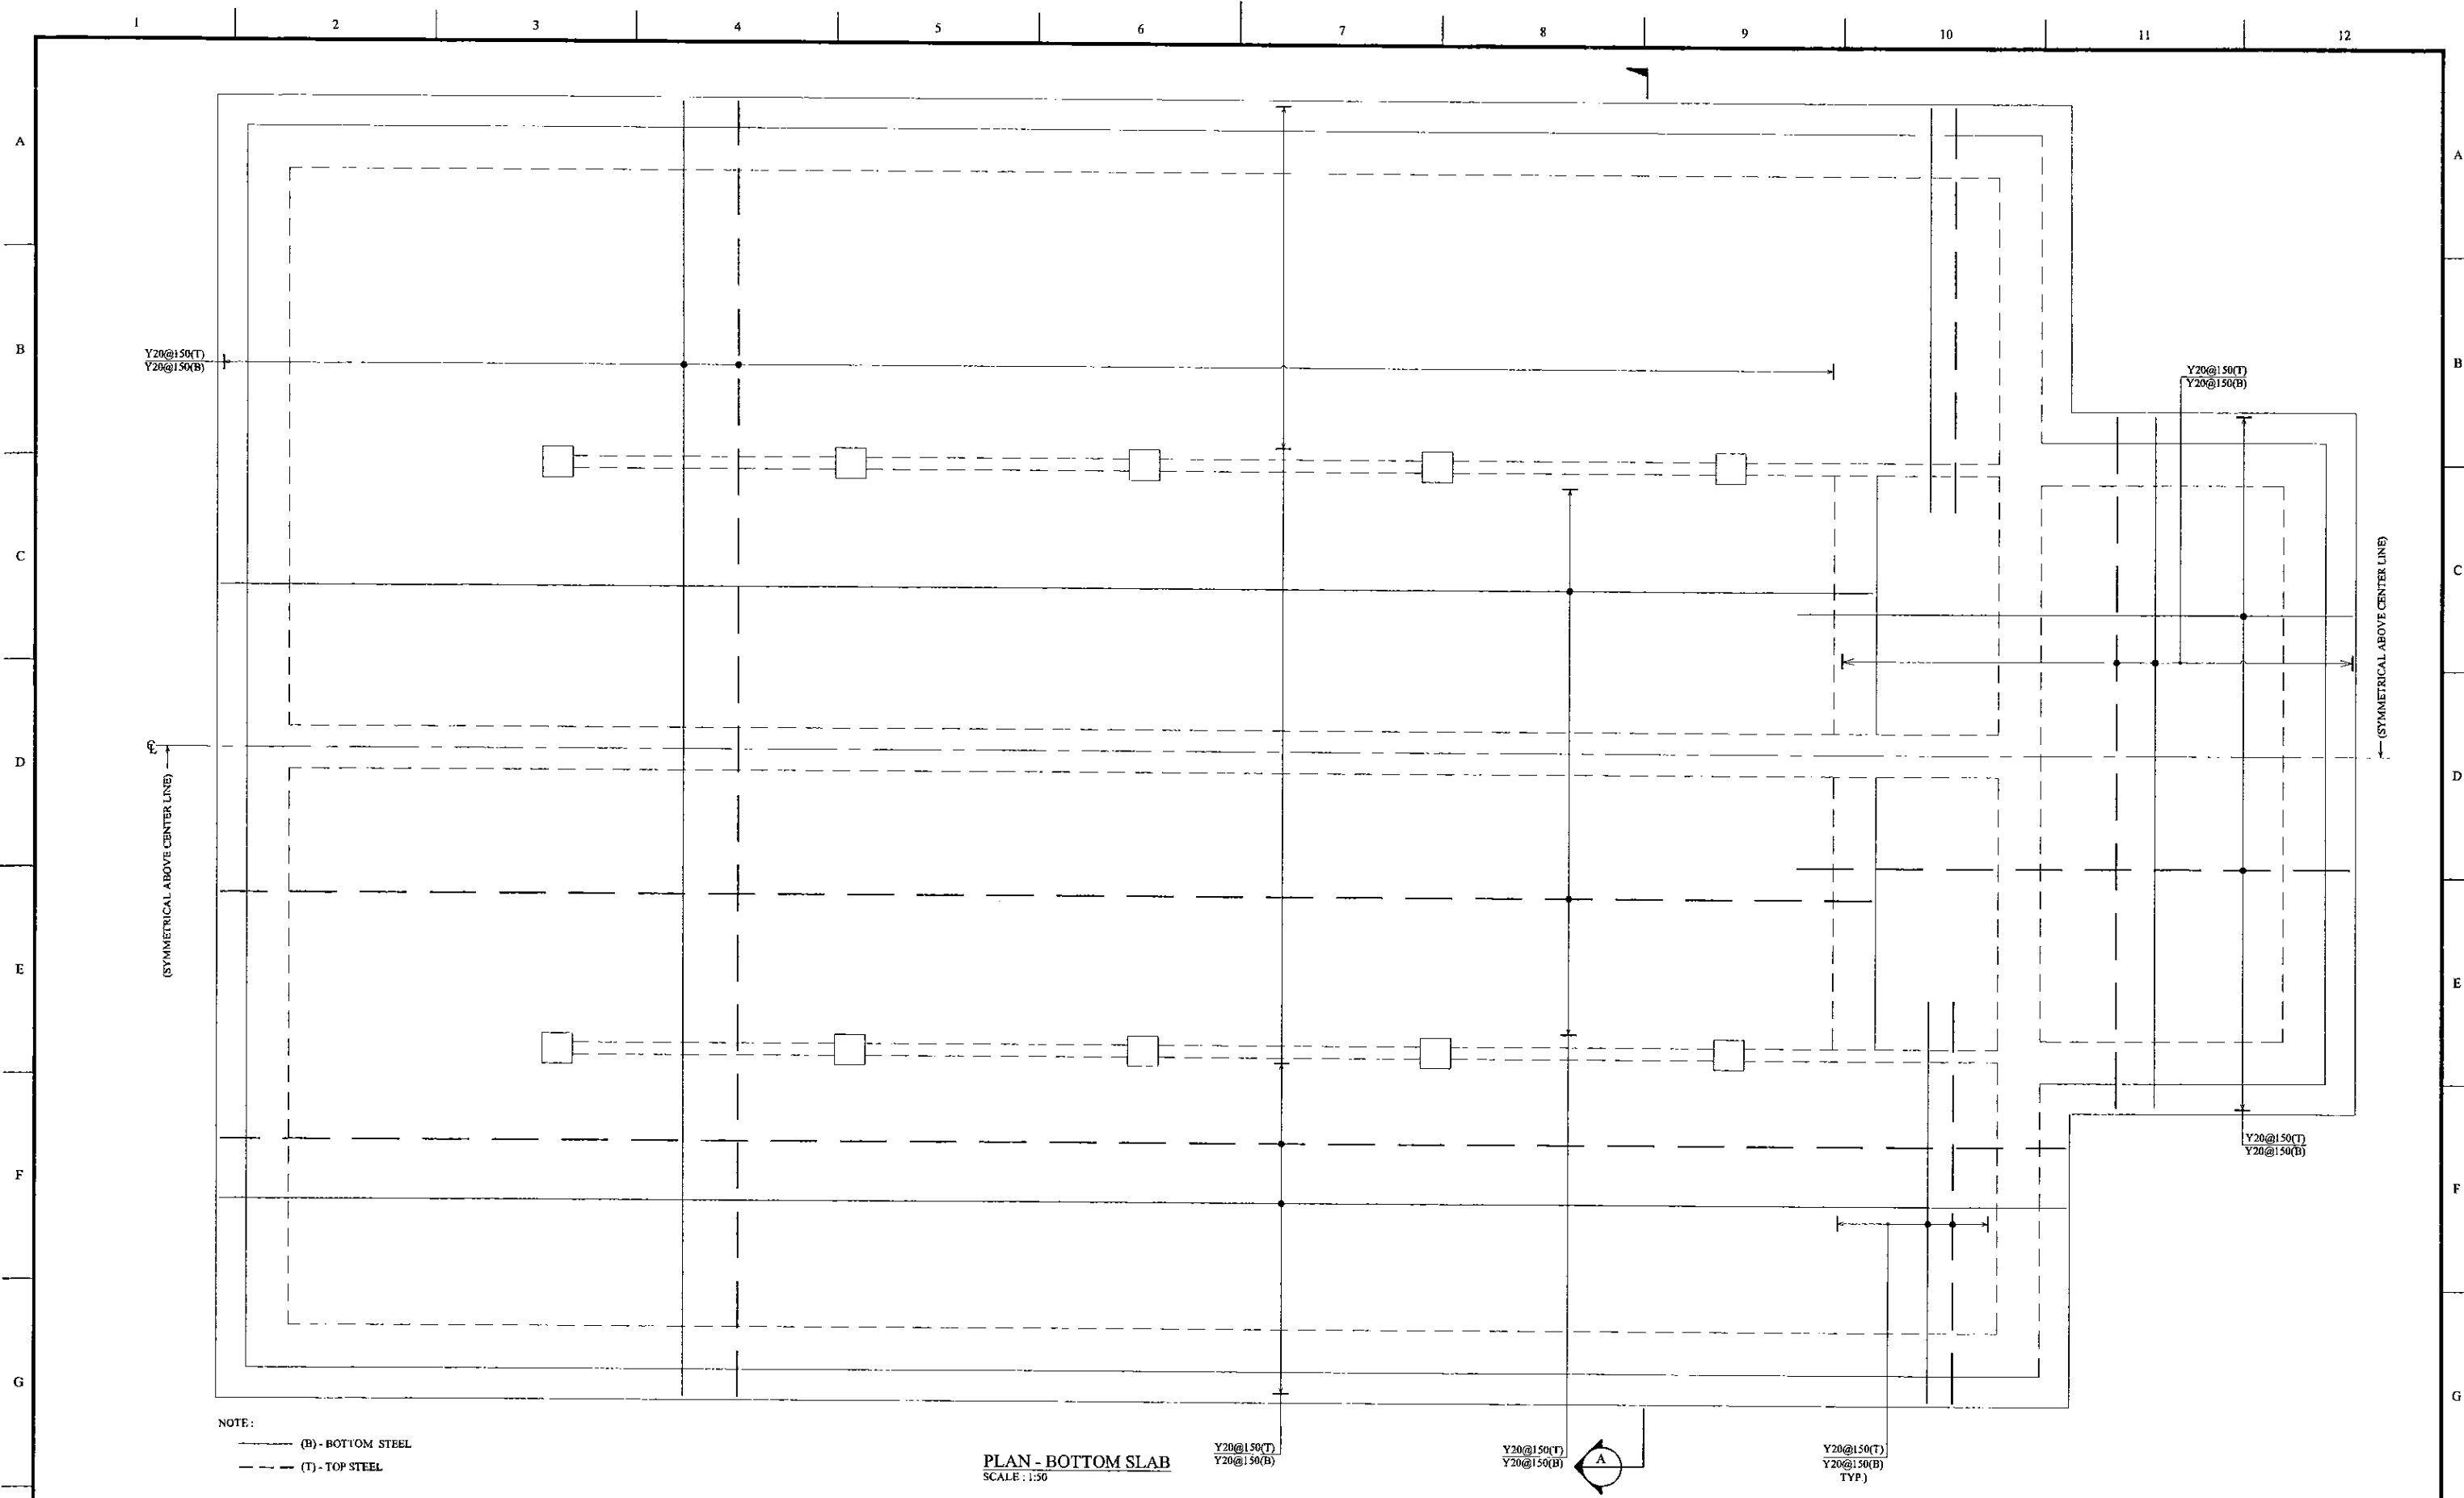 1 2 3 4 5 6 7 8 9 10 11 12
A A
B B
Y20@150(T)
Y20@150(B)
Y20@150(T)
Y20@150(B)
C C
(SYMMETRICAL ABOVE CENTER LINE)
D D
℄
(SYMMETRICAL ABOVE CENTER LINE)
E E
Y20@150(T)
Y20@150(B)
F F
G G
NOTE :
(B) - BOTTOM STEEL
(T) - TOP STEEL
PLAN - BOTTOM SLAB
SCALE : 1:50
Y20@150(T)
Y20@150(B)
Y20@150(T)
Y20@150(B)
A
Y20@150(T)
Y20@150(B)
TYP.)